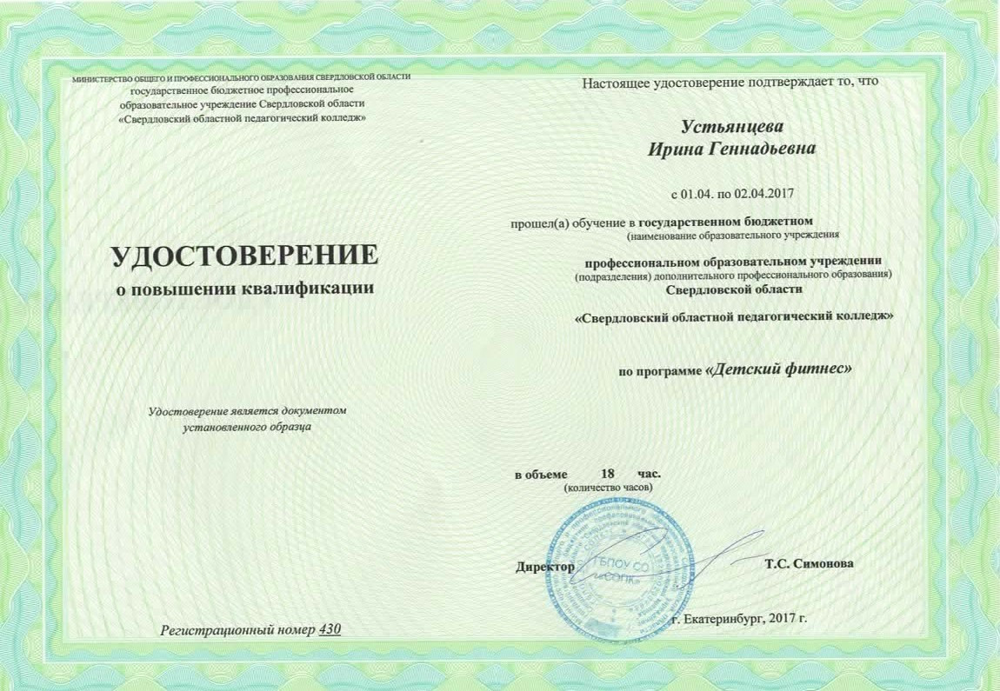 МИНИСТЕРСТВО ОБЩЕГО И ПРОФЕССИОНАЛЬНОГО ОБРАЗОВАНИЯ СВЕРДЛОВСКОЙ ОБЛАСТИ
государственное бюджетное профессиональное
образовательное учреждение Свердловской области
«Свердловский областной педагогический колледж»
УДОСТОВЕРЕНИЕ
о повышении квалификации
Удостоверение является документом
установленного образца
Регистрационный номер 430
Настоящее удостоверение подтверждает то, что
Устьянцева
Ирина Геннадьевна
с 01.04. по 02.04.2017
прошел(а) обучение в государственном бюджетном
(наименование образовательного учреждения
профессиональном образовательном учреждении
(подразделения) дополнительного профессионального образования)
Свердловской области
«Свердловский областной педагогический колледж»
по программе «Детский фитнес»
в объеме 18 час.
(количество часов)
Директор Т.С. Симонова
ГБПОУ СО
«СОПК»
г. Екатеринбург, 2017 г.